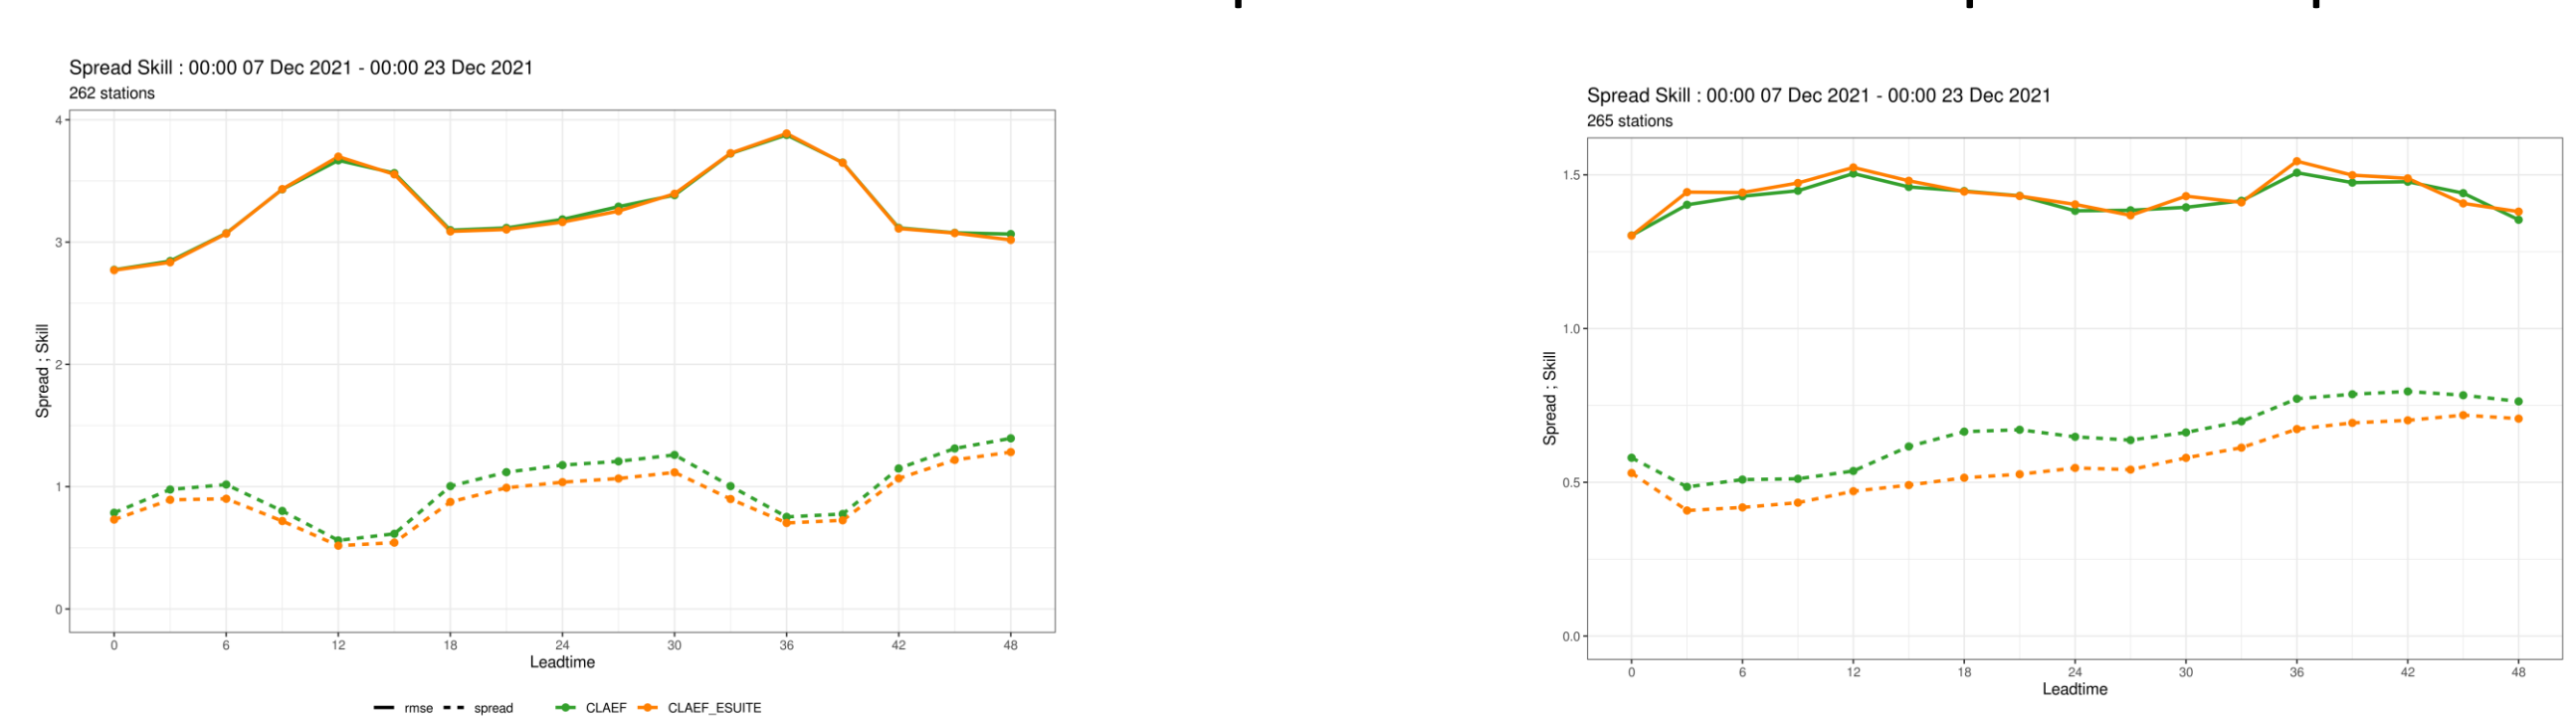 Spread Skill : 00:00 07 Dec 2021 - 00:00 23 Dec 2021
262 stations
4
3
2
1
0
Spread ; Skill
0 6 12 18 24 30 36 42 48
Leadtime
rmse spread CLAEF CLAEF_ESUITE
Spread Skill : 00:00 07 Dec 2021 - 00:00 23 Dec 2021
265 stations
1.5
1.0
0.5
0.0
Spread ; Skill
0 6 12 18 24 30 36 42 48
Leadtime